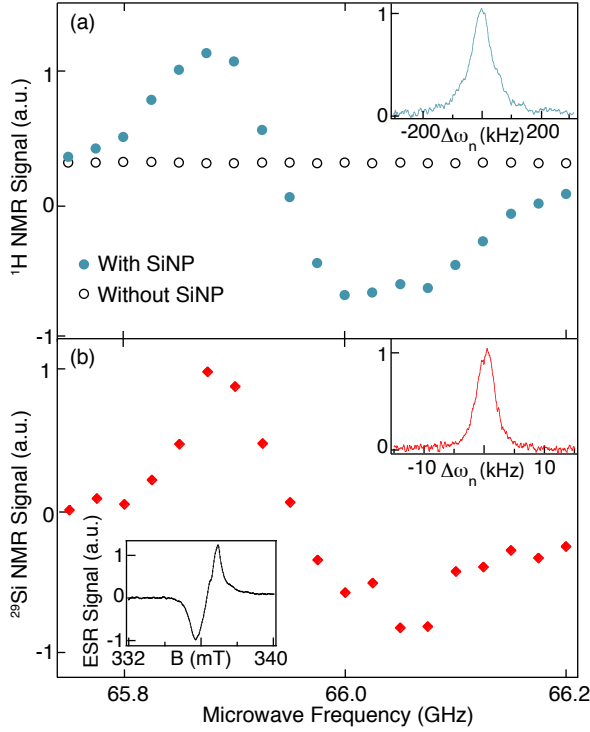 (a)
1
0
-1
¹H NMR Signal (a.u.)
With SiNP
Without SiNP
1
0
-200
Δωₙ (kHz)
200
(b)
1
0
-1
²⁹Si NMR Signal (a.u.)
1
0
-10
Δωₙ (kHz)
10
ESR Signal (a.u.)
1
0
-1
332
B (mT)
340
65.8
66.0
66.2
Microwave Frequency (GHz)